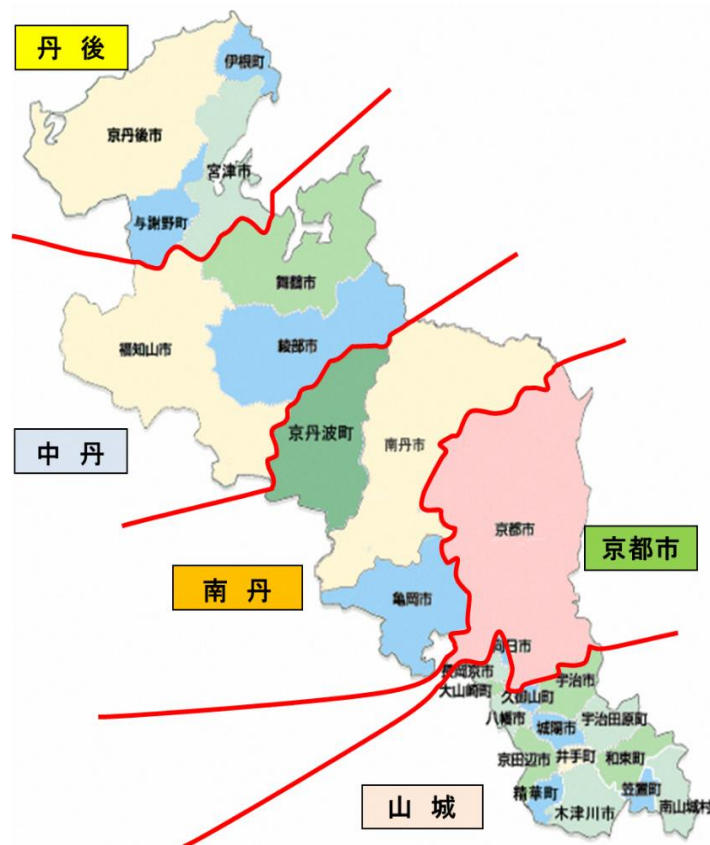 丹 後
伊根町
京丹後市
宮津市
与謝野町
舞鶴市
福知山市
綾部市
中 丹
京丹波町
南丹市
京都市
京都市
南 丹
亀岡市
向日市
長岡京市
宇治市
大山崎町
久御山町
八幡市
宇治田原町
城陽市
京田辺市
井手町
和束町
精華町
笠置町
木津川市
南山城村
山 城